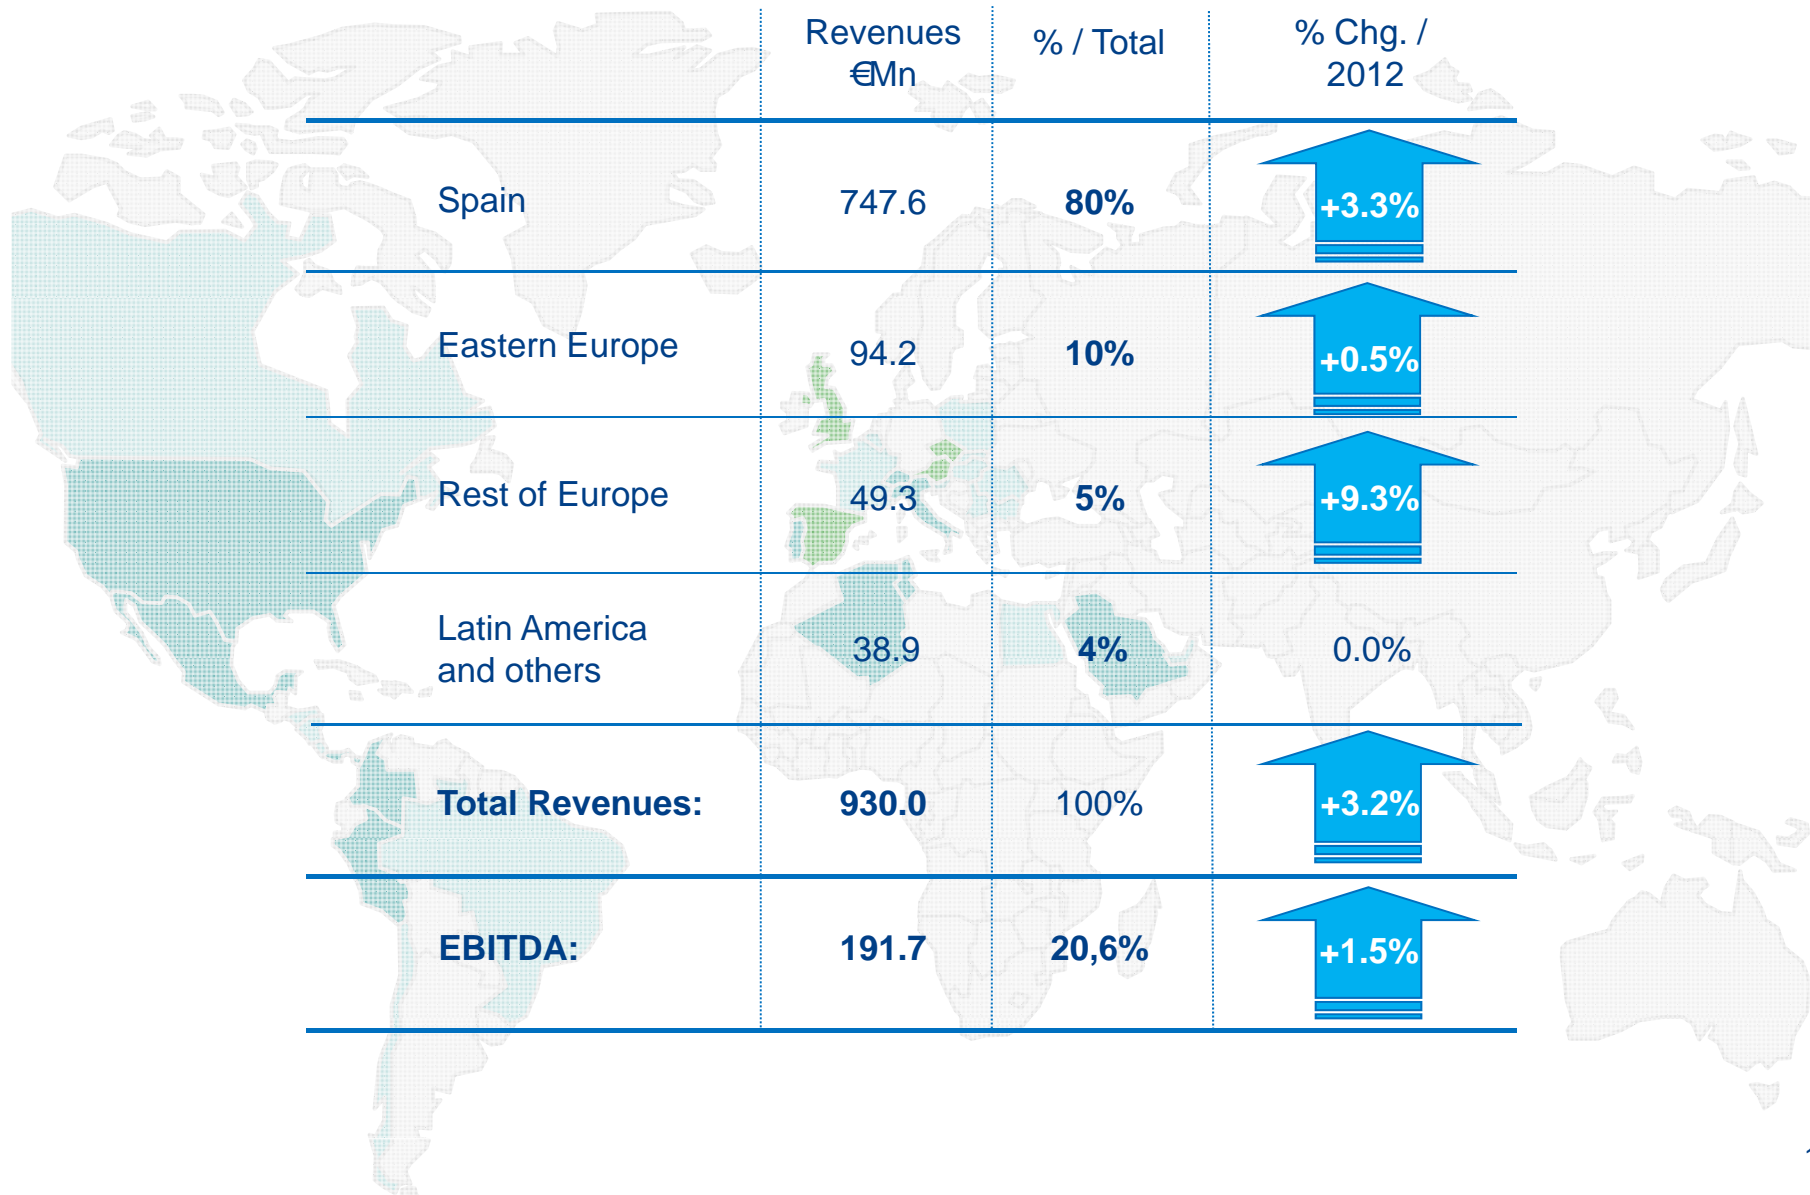 Revenues
€Mn
% / Total
% Chg. /
2012
Spain
747.6
80%
+3.3%
Eastern Europe
94.2
10%
+0.5%
Rest of Europe
49.3
5%
+9.3%
Latin America
and others
38.9
4%
0.0%
Total Revenues:
930.0
100%
+3.2%
EBITDA:
191.7
20,6%
+1.5%